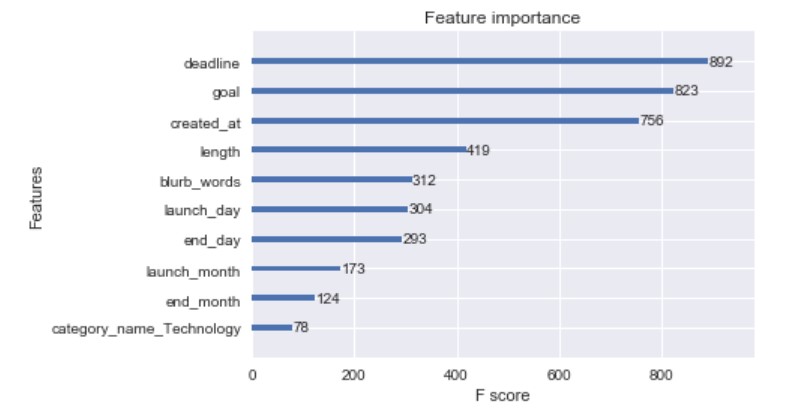 Feature importance
Features
deadline 892
goal 823
created_at 756
length 419
blurb_words 312
launch_day 304
end_day 293
launch_month 173
end_month 124
category_name_Technology 78
0 200 400 600 800
F score